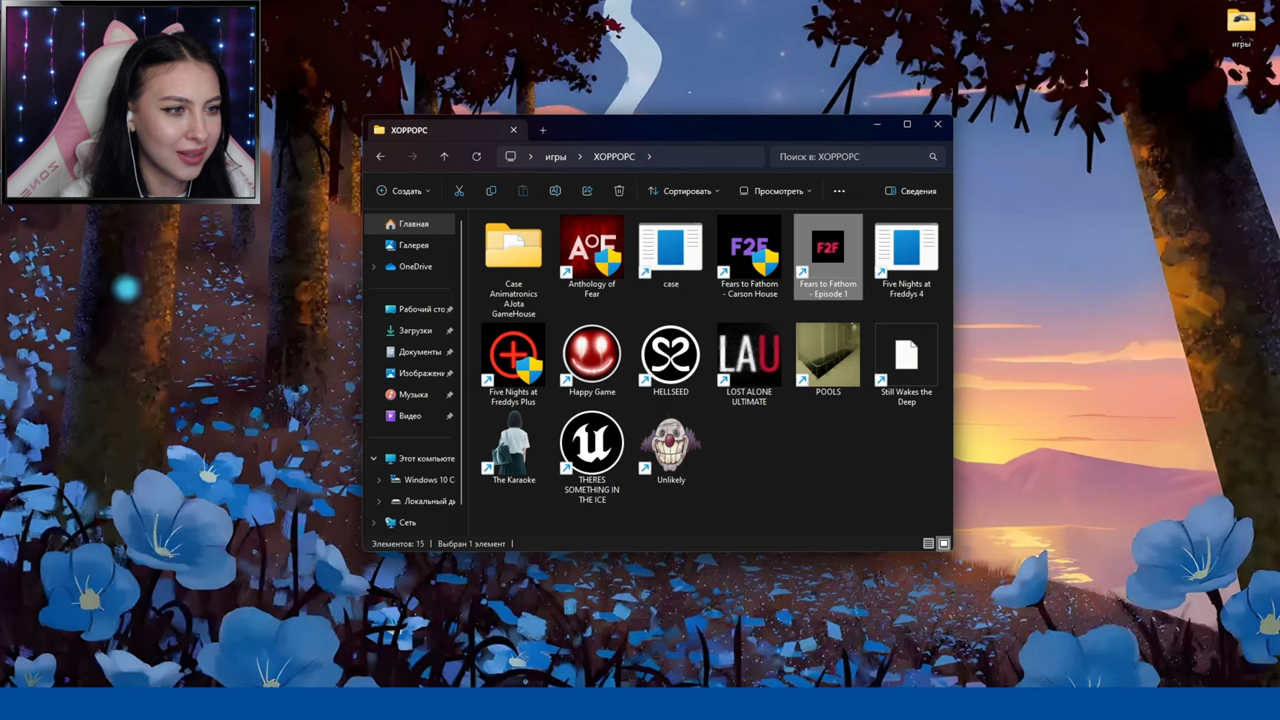 игры
ХОРРОРС
игры
ХОРРОРС
Поиск в: ХОРРОРС
Создать
Сортировать
Просмотреть
Сведения
Главная
Галерея
OneDrive
Рабочий сто
Загрузки
Документы
Изображени
Музыка
Видео
Этот компьюте
Windows 10 C
Локальный ди
Сеть
Case
Animatronics
AJota
GameHouse
AOF
Anthology of
Fear
case
F2F
Fears to Fathom
- Carson House
F2F
Fears to Fathom
- Episode 1
Five Nights at
Freddys 4
Five Nights at
Freddys Plus
Happy Game
HELLSEED
LAU
LOST ALONE
ULTIMATE
POOLS
Still Wakes the
Deep
The Karaoke
THERES
SOMETHING IN
THE ICE
Unlikely
Элементов: 15
Выбран 1 элемент